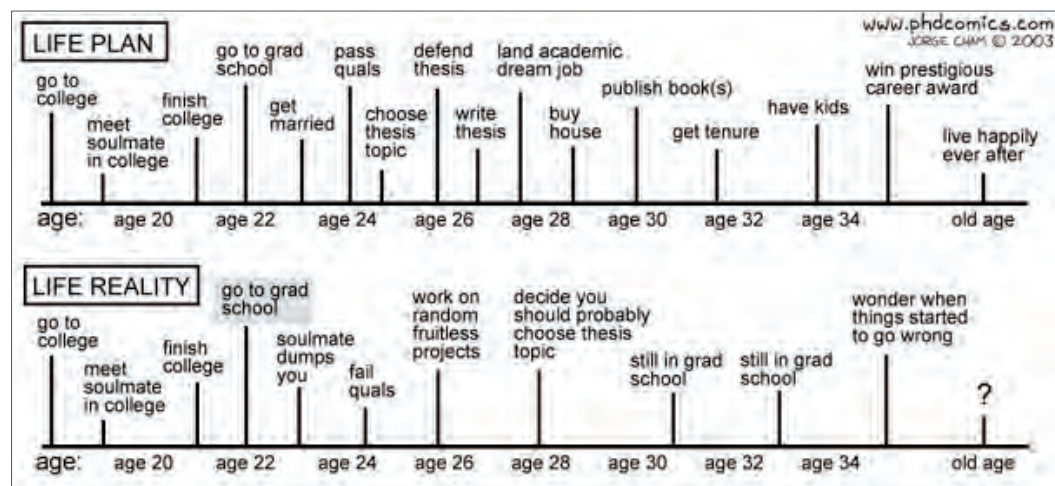 www.phdcomics.com
JORGE CHAM © 2003
LIFE PLAN
go to
college
meet
soulmate
in college
finish
college
go to grad
school
get
married
pass
quals
choose
thesis
topic
defend
thesis
write
thesis
land academic
dream job
buy
house
publish book(s)
get tenure
have kids
win prestigious
career award
live happily
ever after
age: age 20 age 22 age 24 age 26 age 28 age 30 age 32 age 34 old age
LIFE REALITY
go to
college
meet
soulmate
in college
finish
college
go to grad
school
soulmate
dumps
you
fail
quals
work on
random
fruitless
projects
decide you
should probably
choose thesis
topic
still in grad
school
still in grad
school
wonder when
things started
to go wrong
?
age: age 20 age 22 age 24 age 26 age 28 age 30 age 32 age 34 old age